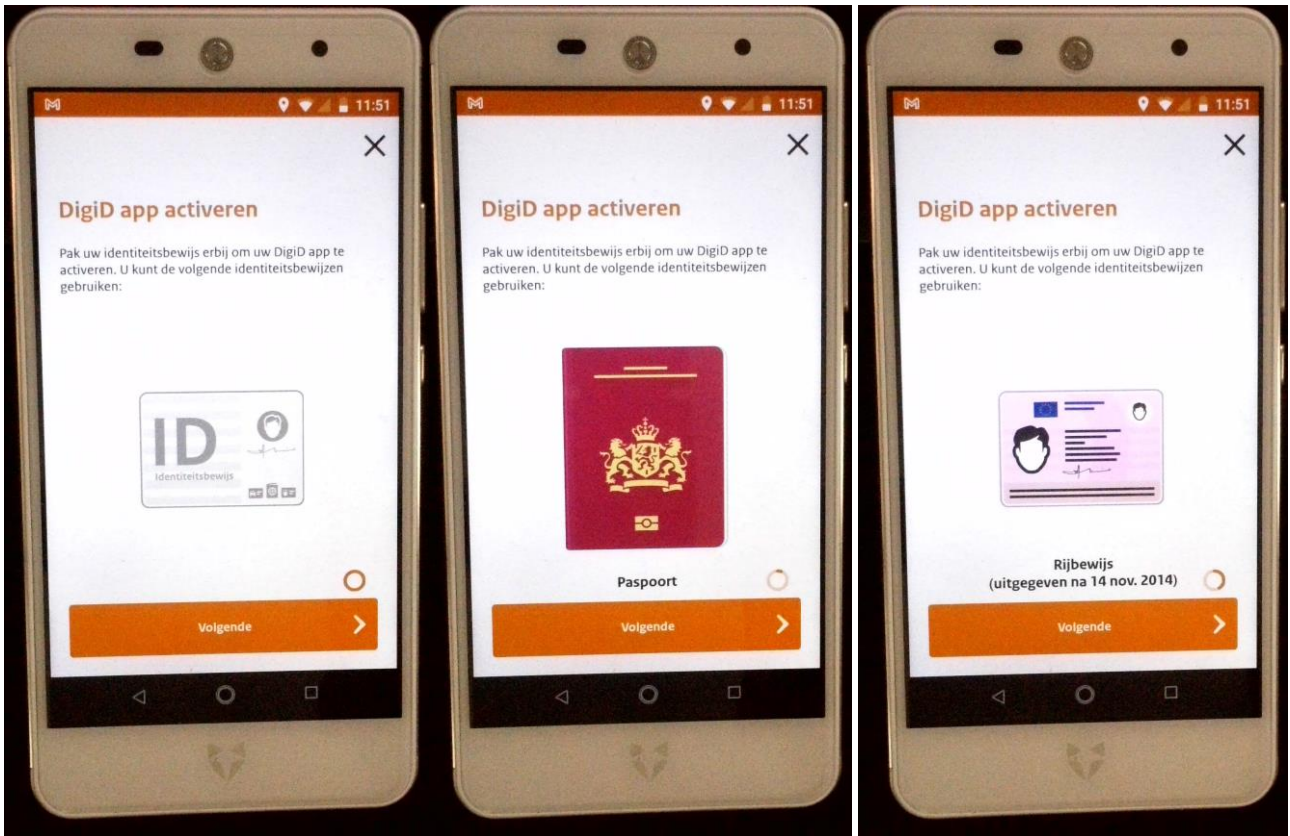 11:51
DigiD app activeren
Pak uw identiteitsbewijs erbij om uw DigiD app te
activeren. U kunt de volgende identiteitsbewijzen
gebruiken:
ID
Identiteitsbewijs
Volgende
11:51
DigiD app activeren
Pak uw identiteitsbewijs erbij om uw DigiD app te
activeren. U kunt de volgende identiteitsbewijzen
gebruiken:
Paspoort
Volgende
11:51
DigiD app activeren
Pak uw identiteitsbewijs erbij om uw DigiD app te
activeren. U kunt de volgende identiteitsbewijzen
gebruiken:
Rijbewijs
(uitgegeven na 14 nov. 2014)
Volgende